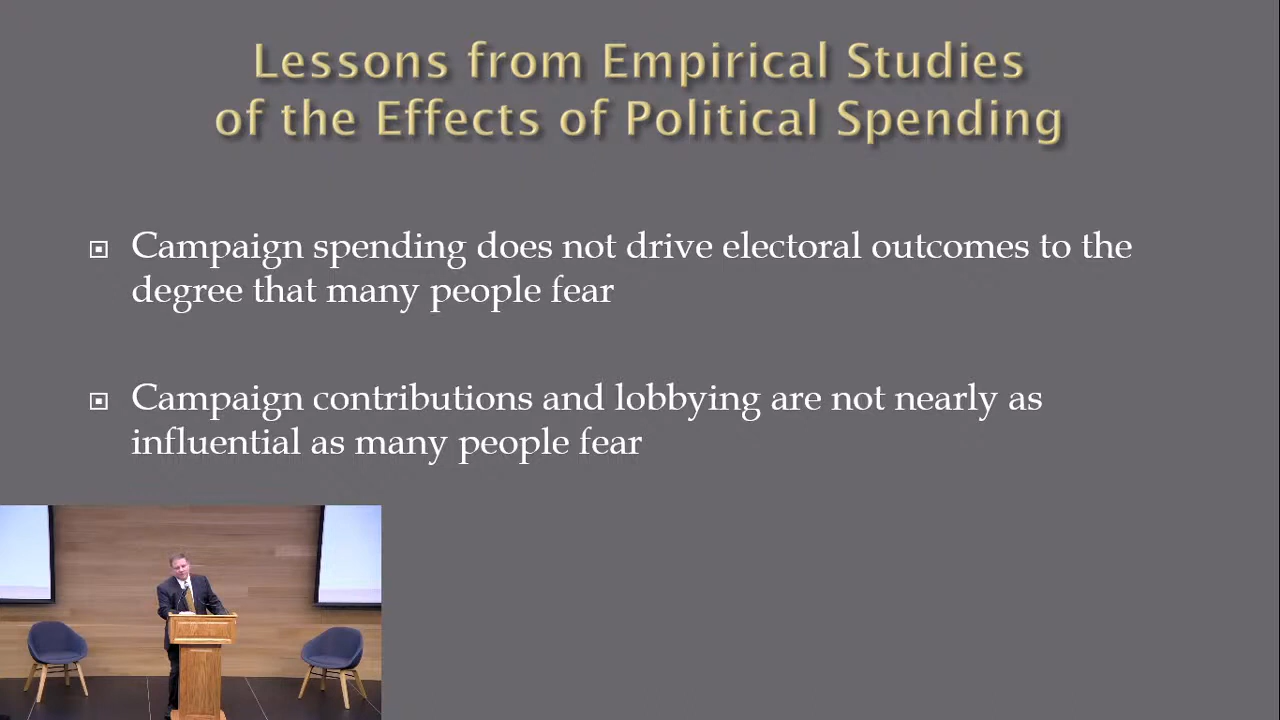 Lessons from Empirical Studies
of the Effects of Political Spending
Campaign spending does not drive electoral outcomes to the
degree that many people fear
Campaign contributions and lobbying are not nearly as
influential as many people fear